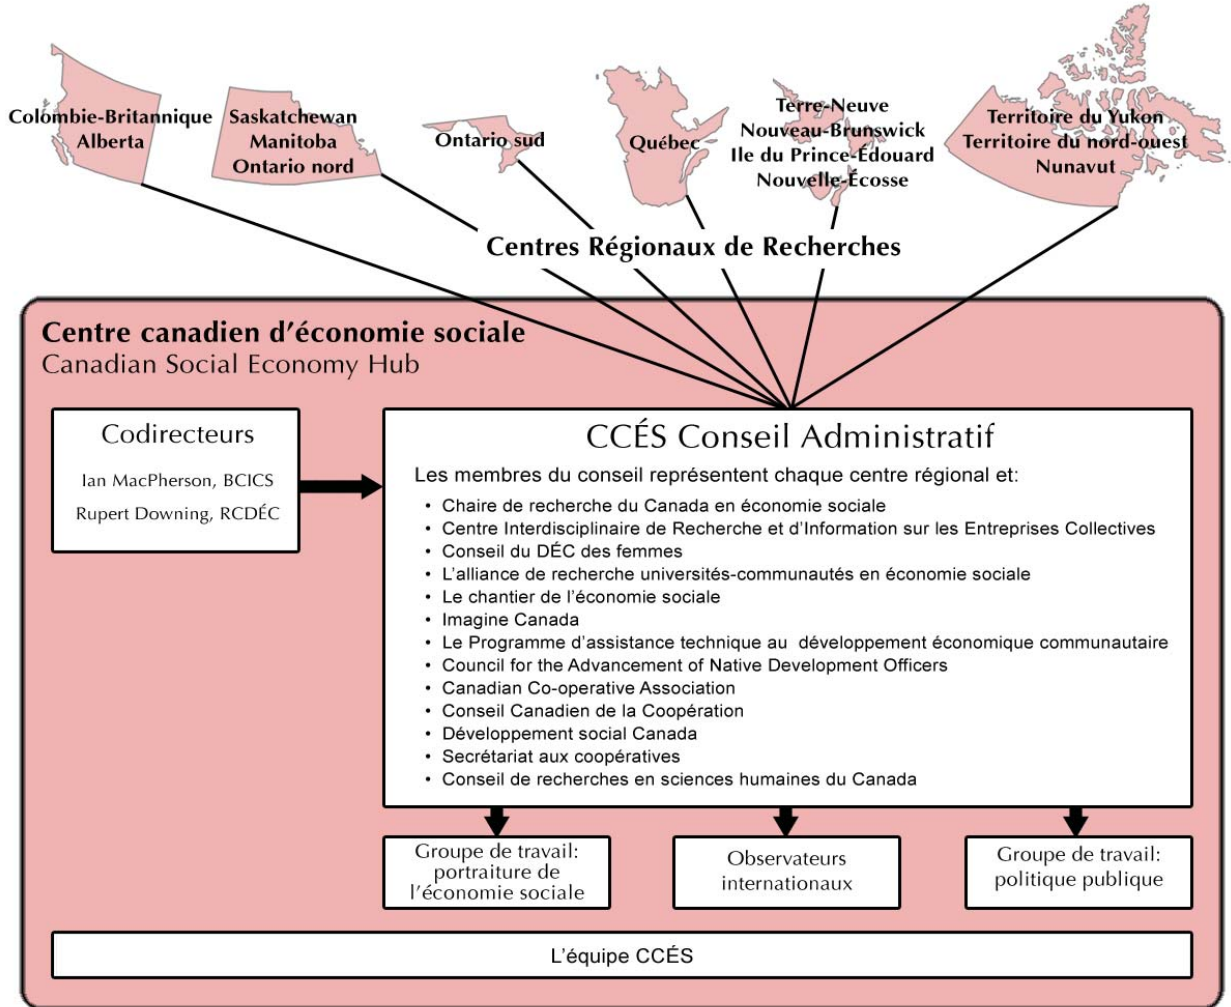 Colombie-Britannique
Alberta
Saskatchewan
Manitoba
Ontario nord
Ontario sud
Québec
Terre-Neuve
Nouveau-Brunswick
Ile du Prince-Édouard
Nouvelle-Écosse
Territoire du Yukon
Territoire du nord-ouest
Nunavut
Centres Régionaux de Recherches
Centre canadien d'économie sociale
Canadian Social Economy Hub
Codirecteurs
Ian MacPherson, BCICS
Rupert Downing, RCDÉC
CCÉS Conseil Administratif
Les membres du conseil représentent chaque centre régional et:
• Chaire de recherche du Canada en économie sociale
• Centre Interdisciplinaire de Recherche et d'Information sur les Entreprises Collectives
• Conseil du DÉC des femmes
• L'alliance de recherche universités-communautés en économie sociale
• Le chantier de l'économie sociale
• Imagine Canada
• Le Programme d'assistance technique au développement économique communautaire
• Council for the Advancement of Native Development Officers
• Canadian Co-operative Association
• Conseil Canadien de la Coopération
• Développement social Canada
• Secrétariat aux coopératives
• Conseil de recherches en sciences humaines du Canada
Groupe de travail:
portraiture de
l'économie sociale
Observateurs
internationaux
Groupe de travail:
politique publique
L'équipe CCÉS